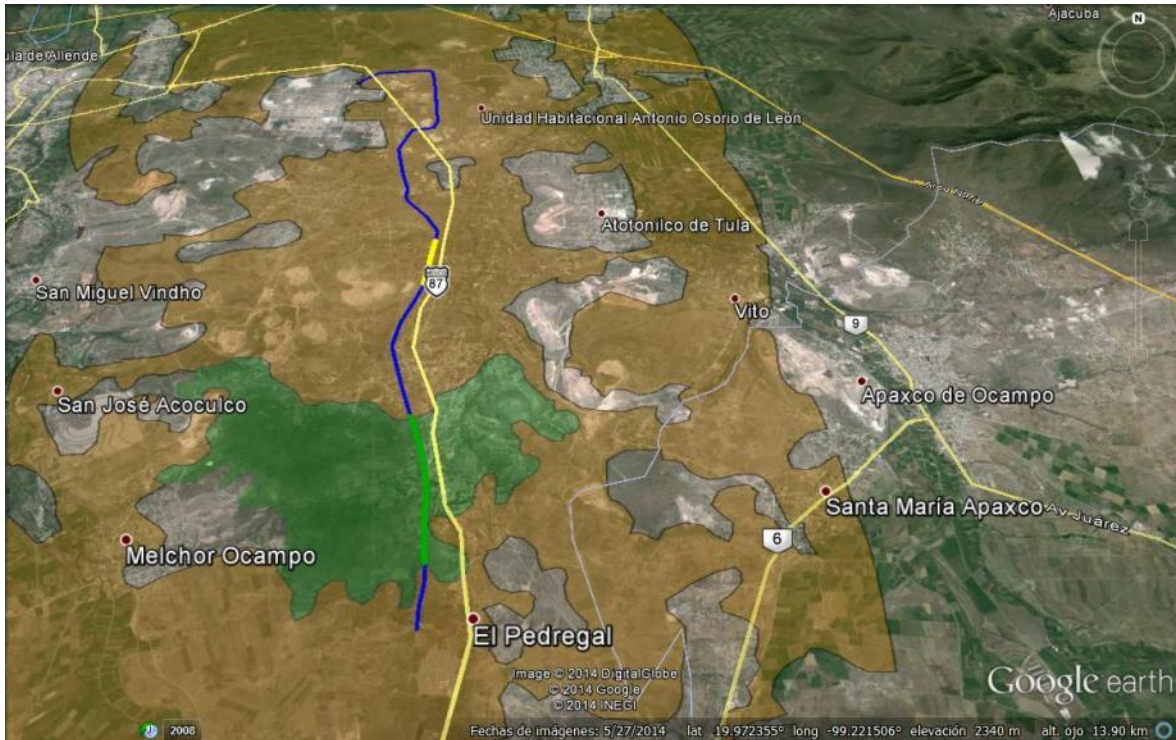 Ajacuba
N
ula de Allende
Unidad Habitacional Antonio Osorio de León
Arco Norte
Atotonilco de Tula
San Miguel Vindho
87
Vito
9
San José Acoculco
Apaxco de Ocampo
Santa María Apaxco
Av Juárez
Melchor Ocampo
6
El Pedregal
Image © 2014 DigitalGlobe
© 2014 Google
© 2014 INEGI
Google earth
2008
Fechas de imágenes: 5/27/2014 lat 19.972355° long -99.221506° elevación 2340 m alt. ojo 13.90 km